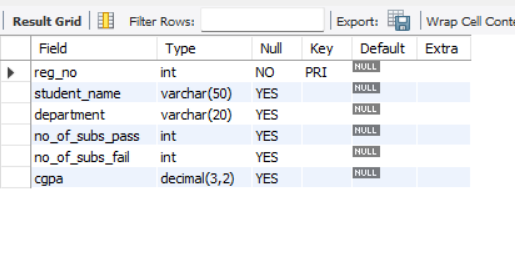 Result Grid Filter Rows: Export: Wrap Cell Conte
Field Type Null Key Default Extra
reg_no int NO PRI NULL
student_name varchar(50) YES NULL
department varchar(20) YES NULL
no_of_subs_pass int YES NULL
no_of_subs_fail int YES NULL
cgpa decimal(3,2) YES NULL